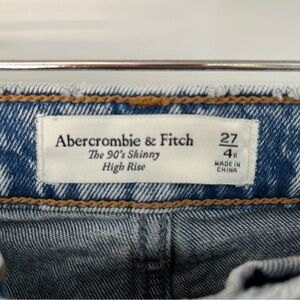 Abercrombie & Fitch
The 90's Skinny
High Rise
27
4R
MADE IN
CHINA